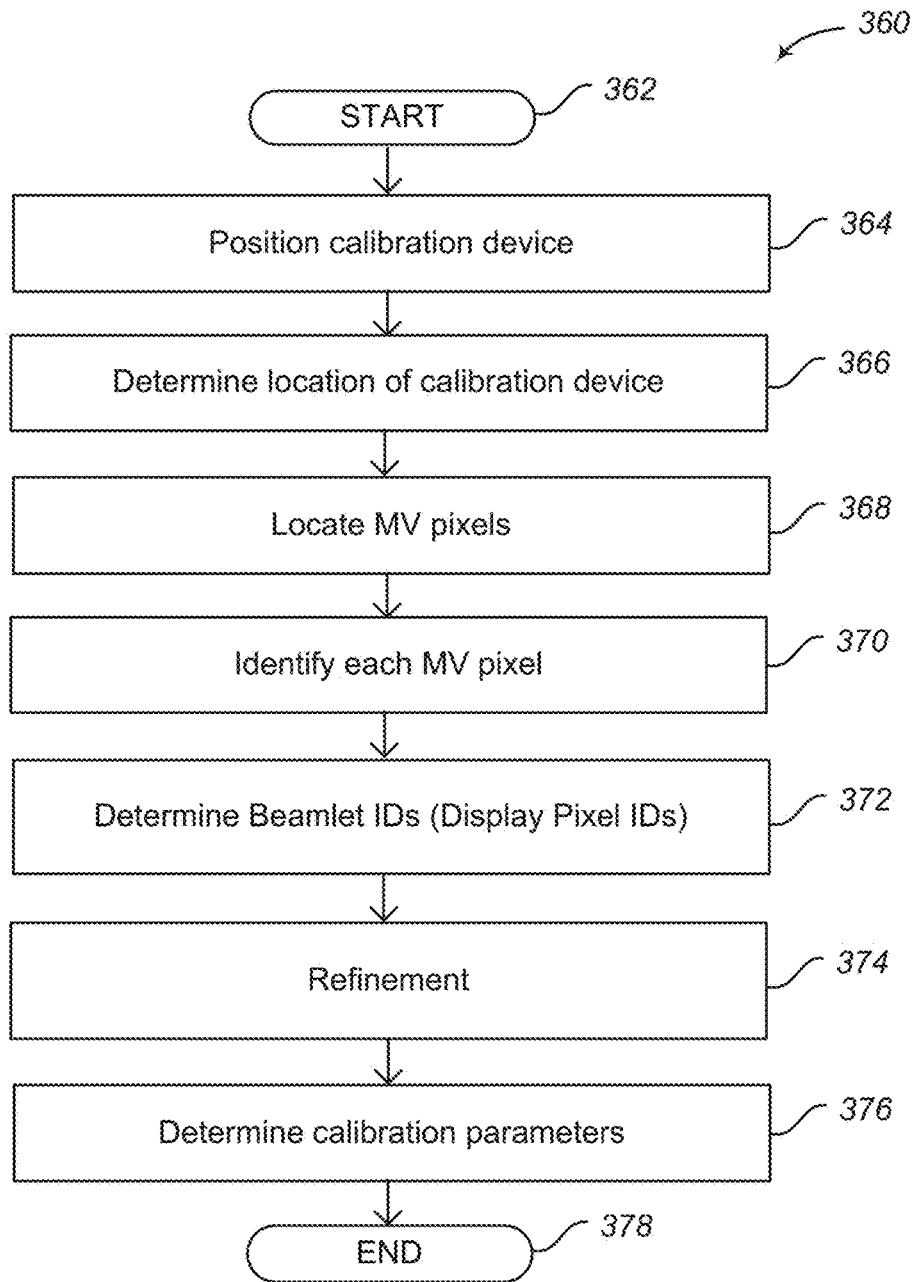 360
START
362
Position calibration device
364
Determine location of calibration device
366
Locate MV pixels
368
Identify each MV pixel
370
Determine Beamlet IDs (Display Pixel IDs)
372
Refinement
374
Determine calibration parameters
376
END
378